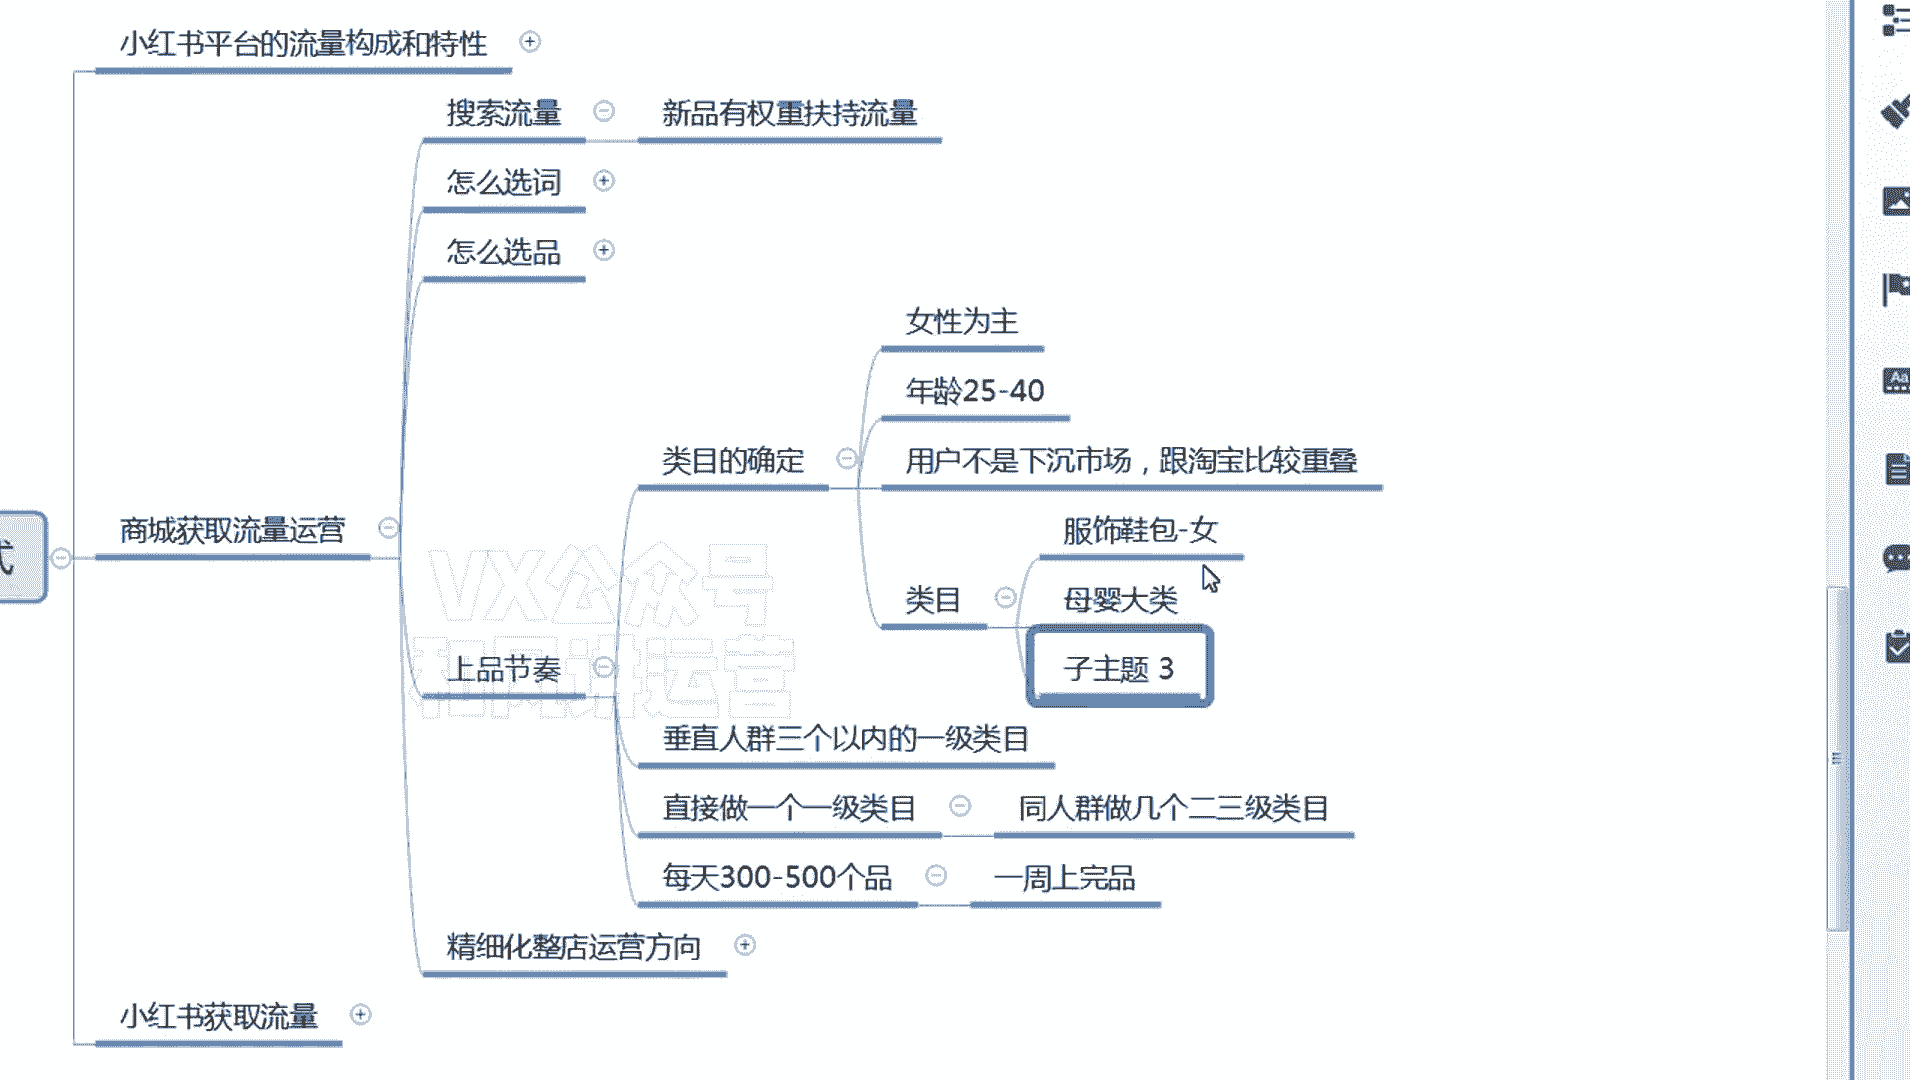 小红书平台的流量构成和特性
搜索流量
新品有权重扶持流量
怎么选词
怎么选品
女性为主
年龄25-40
类目的确定
用户不是下沉市场，跟淘宝比较重叠
式
商城获取流量运营
服饰鞋包-女
类目
母婴大类
上品节奏
子主题 3
VX公众号
和风讲运营
垂直人群三个以内的一级类目
直接做一个一级类目
同人群做几个二三级类目
每天300-500个品
一周上完品
精细化整店运营方向
小红书获取流量
Aa